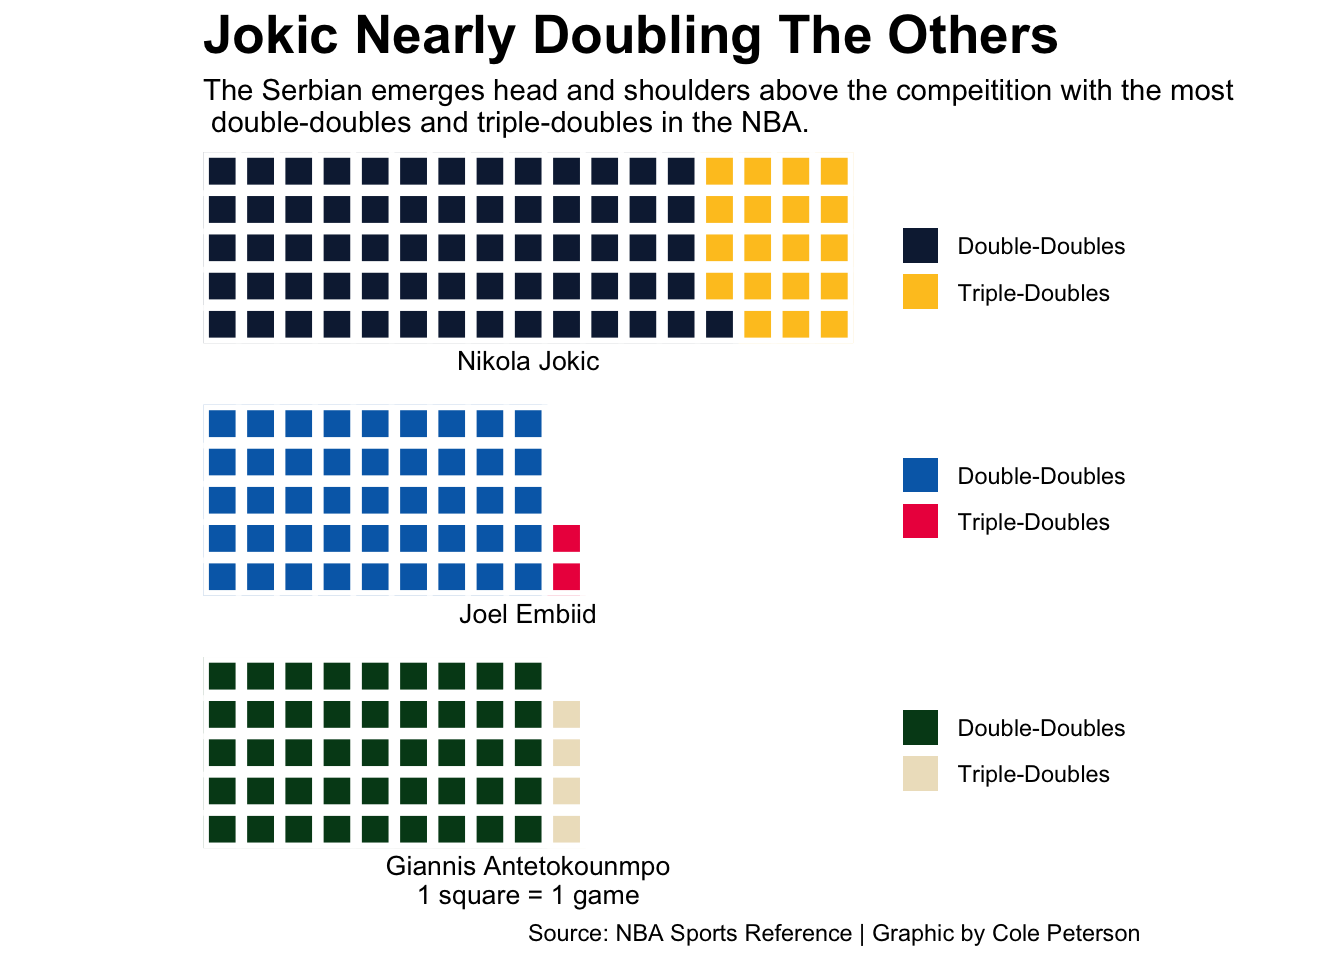 Jokic Nearly Doubling The Others
The Serbian emerges head and shoulders above the compeitition with the most
double-doubles and triple-doubles in the NBA.
Double-Doubles
Triple-Doubles
Nikola Jokic
Double-Doubles
Triple-Doubles
Joel Embiid
Double-Doubles
Triple-Doubles
Giannis Antetokounmpo
1 square = 1 game
Source: NBA Sports Reference | Graphic by Cole Peterson